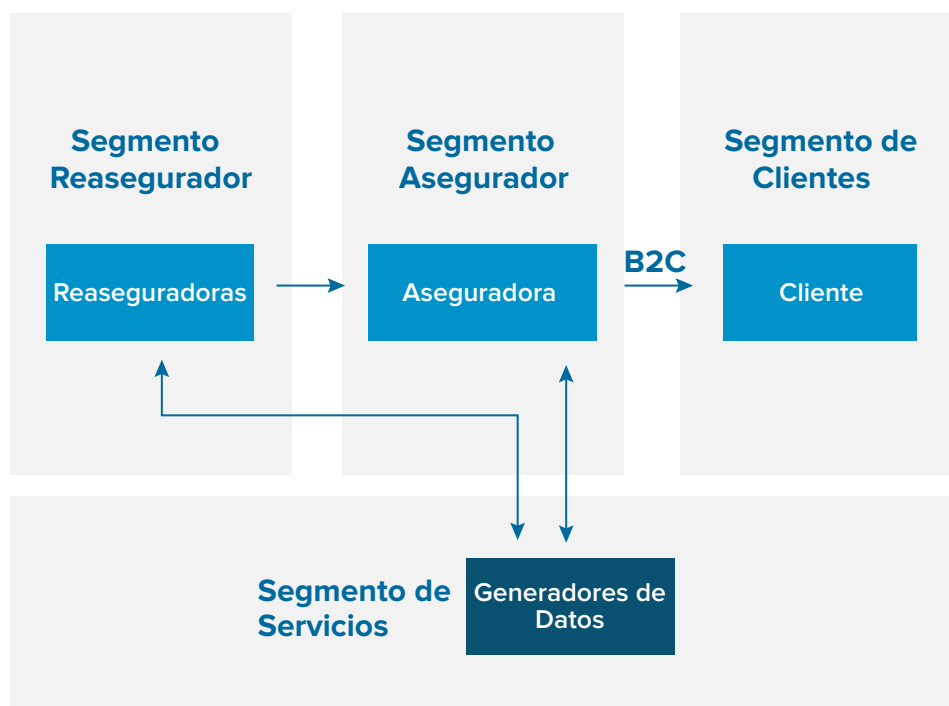 Segmento
Reasegurador
Segmento
Asegurador
Segmento de
Clientes
Reaseguradoras
Aseguradora
B2C
Cliente
Segmento de
Servicios
Generadores de
Datos